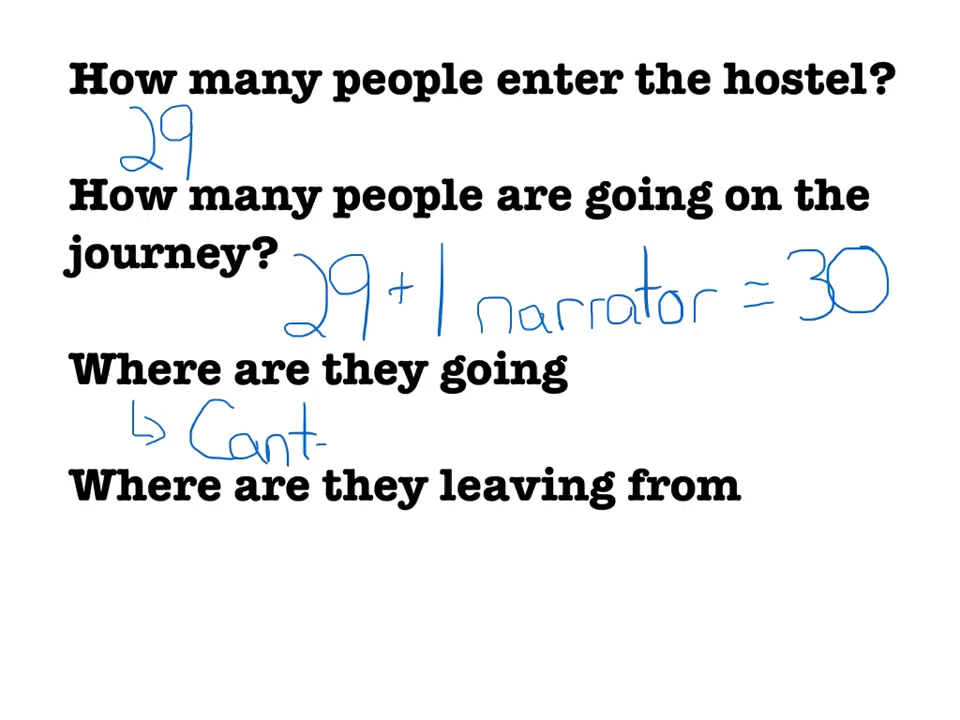 How many people enter the hostel?
29
How many people are going on the
journey?
29 + 1 narrator = 30
Where are they going
↳ Cant-
Where are they leaving from